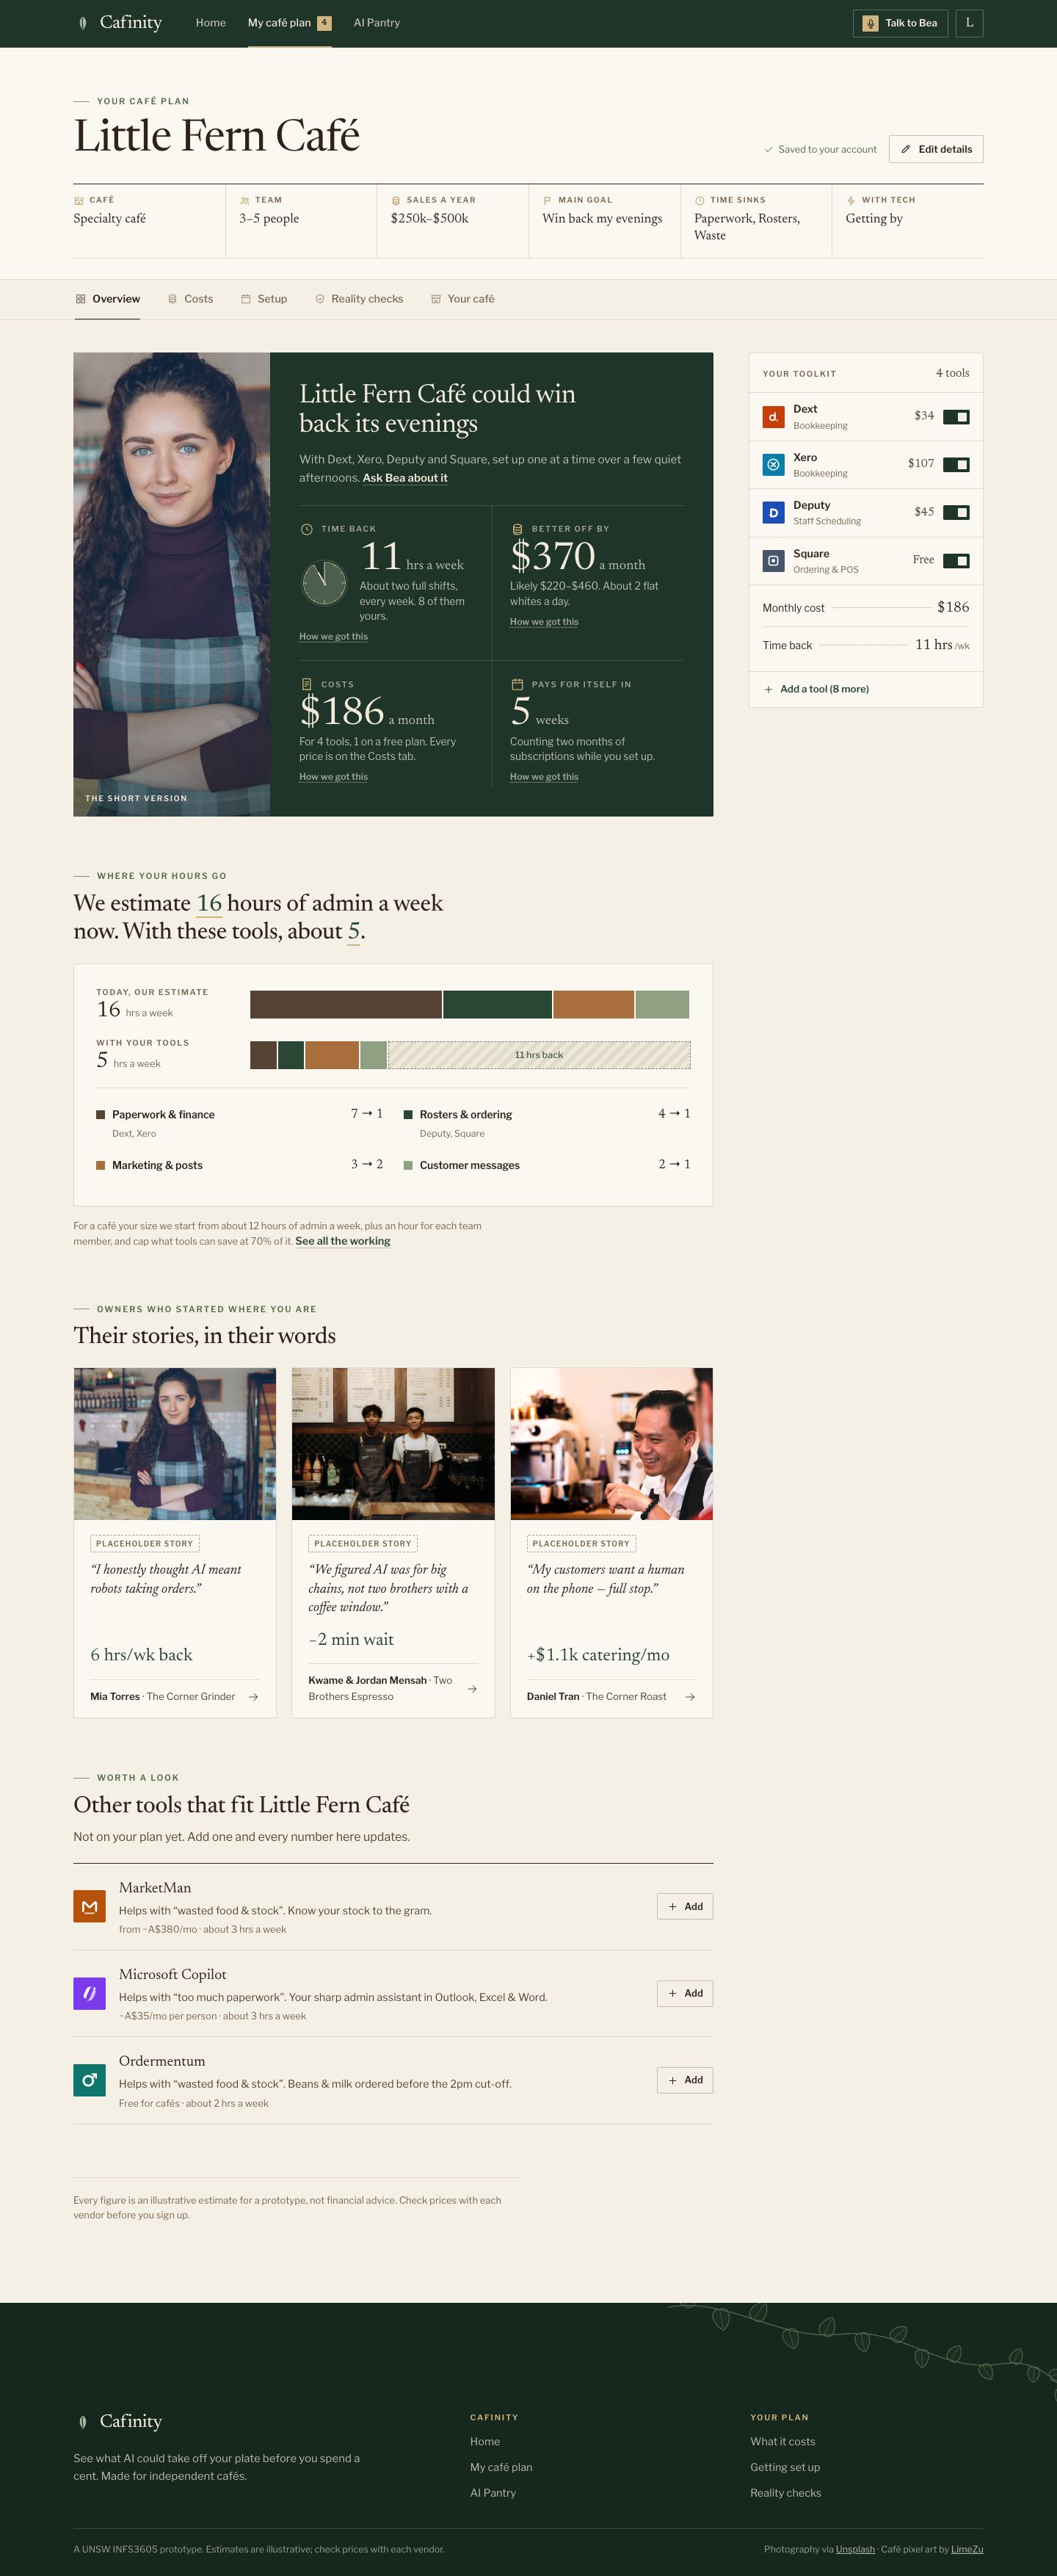 Cafinity
Home
My café plan 4
AI Pantry
Talk to Bea
L
YOUR CAFÉ PLAN
Little Fern Café
Saved to your account
Edit details
CAFÉ
Specialty café
TEAM
3–5 people
SALES A YEAR
$250k–$500k
MAIN GOAL
Win back my evenings
TIME SINKS
Paperwork, Rosters,
Waste
WITH TECH
Getting by
Overview
Costs
Setup
Reality checks
Your café
THE SHORT VERSION
Little Fern Café could win
back its evenings
With Dext, Xero, Deputy and Square, set up one at a time over a few quiet
afternoons. Ask Bea about it
TIME BACK
11 hrs a week
About two full shifts,
every week. 8 of them
yours.
How we got this
BETTER OFF BY
$370 a month
Likely $220–$460. About 2 flat
whites a day.
How we got this
COSTS
$186 a month
For 4 tools, 1 on a free plan. Every
price is on the Costs tab.
How we got this
PAYS FOR ITSELF IN
5 weeks
Counting two months of
subscriptions while you set up.
How we got this
YOUR TOOLKIT
4 tools
d.
Dext
Bookkeeping
$34
Xero
Bookkeeping
$107
D
Deputy
Staff Scheduling
$45
Square
Ordering & POS
Free
Monthly cost
$186
Time back
11 hrs /wk
Add a tool (8 more)
WHERE YOUR HOURS GO
We estimate 16 hours of admin a week
now. With these tools, about 5.
TODAY, OUR ESTIMATE
16 hrs a week
WITH YOUR TOOLS
5 hrs a week
11 hrs back
Paperwork & finance
7 → 1
Dext, Xero
Rosters & ordering
4 → 1
Deputy, Square
Marketing & posts
3 → 2
Customer messages
2 → 1
For a café your size we start from about 12 hours of admin a week, plus an hour for each team
member, and cap what tools can save at 70% of it. See all the working
OWNERS WHO STARTED WHERE YOU ARE
Their stories, in their words
PLACEHOLDER STORY
“I honestly thought AI meant
robots taking orders.”
6 hrs/wk back
Mia Torres · The Corner Grinder
PLACEHOLDER STORY
“We figured AI was for big
chains, not two brothers with a
coffee window.”
−2 min wait
Kwame & Jordan Mensah · Two
Brothers Espresso
PLACEHOLDER STORY
“My customers want a human
on the phone — full stop.”
+$1.1k catering/mo
Daniel Tran · The Corner Roast
WORTH A LOOK
Other tools that fit Little Fern Café
Not on your plan yet. Add one and every number here updates.
MarketMan
Helps with “wasted food & stock”. Know your stock to the gram.
from ~A$380/mo · about 3 hrs a week
Add
Microsoft Copilot
Helps with “too much paperwork”. Your sharp admin assistant in Outlook, Excel & Word.
~A$35/mo per person · about 3 hrs a week
Add
Ordermentum
Helps with “wasted food & stock”. Beans & milk ordered before the 2pm cut-off.
Free for cafés · about 2 hrs a week
Add
Every figure is an illustrative estimate for a prototype, not financial advice. Check prices with each
vendor before you sign up.
Cafinity
See what AI could take off your plate before you spend a
cent. Made for independent cafés.
CAFINITY
Home
My café plan
AI Pantry
YOUR PLAN
What it costs
Getting set up
Reality checks
A UNSW INFS3605 prototype. Estimates are illustrative; check prices with each vendor.
Photography via Unsplash · Café pixel art by LimeZu